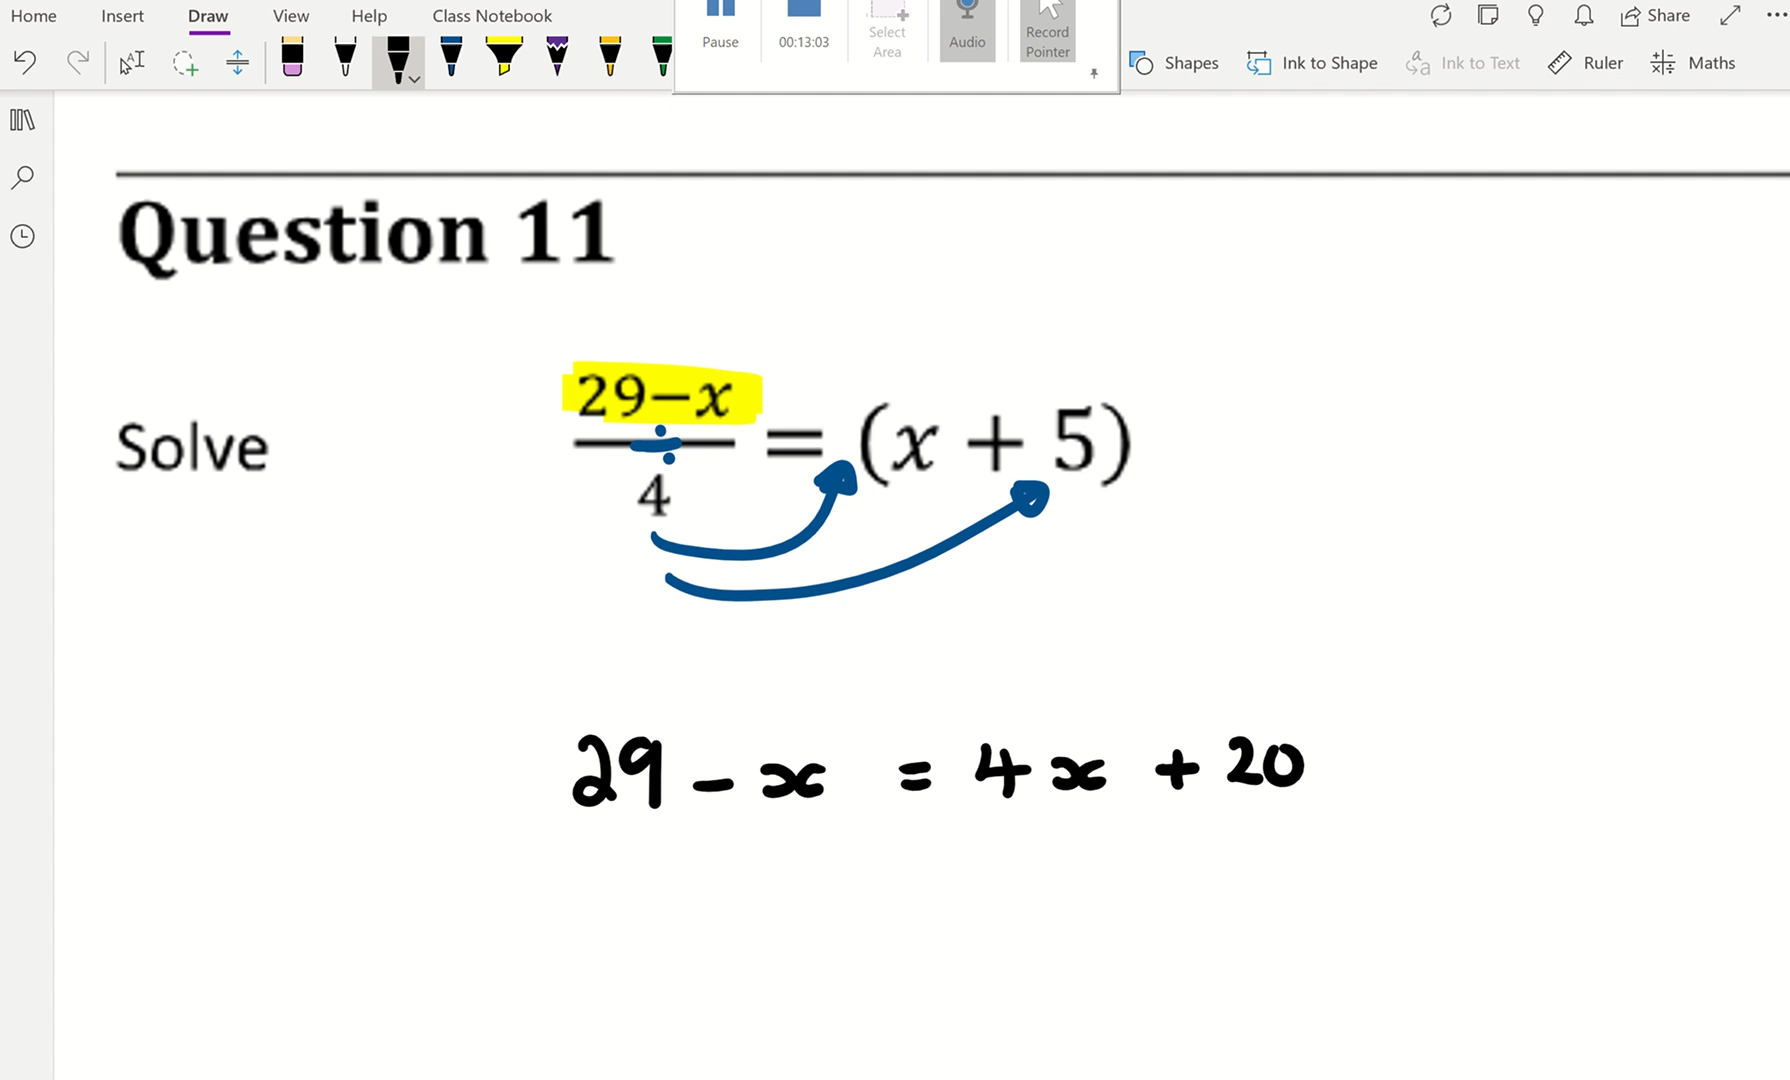 Home Insert Draw View Help Class Notebook
Share
Pause 00:13:03 Select Area Audio Record Pointer
Shapes Ink to Shape Ink to Text Ruler Maths
Question 11
Solve 29−x/4 = (x + 5)
29 - x = 4x + 20